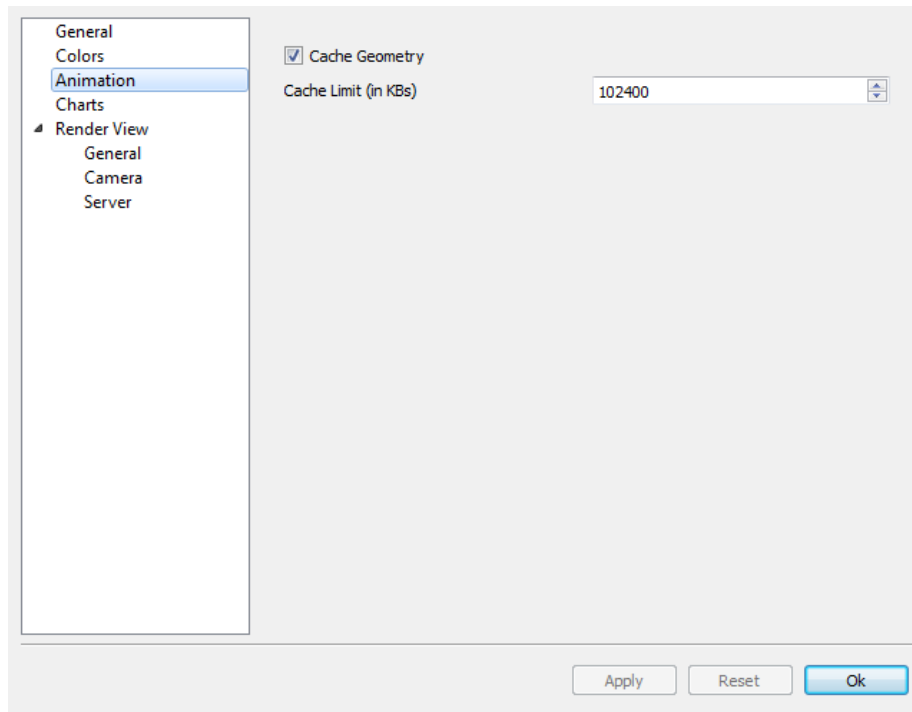 General
Colors
Animation
Charts
Render View
General
Camera
Server
Cache Geometry
Cache Limit (in KBs)
102400
Apply
Reset
Ok